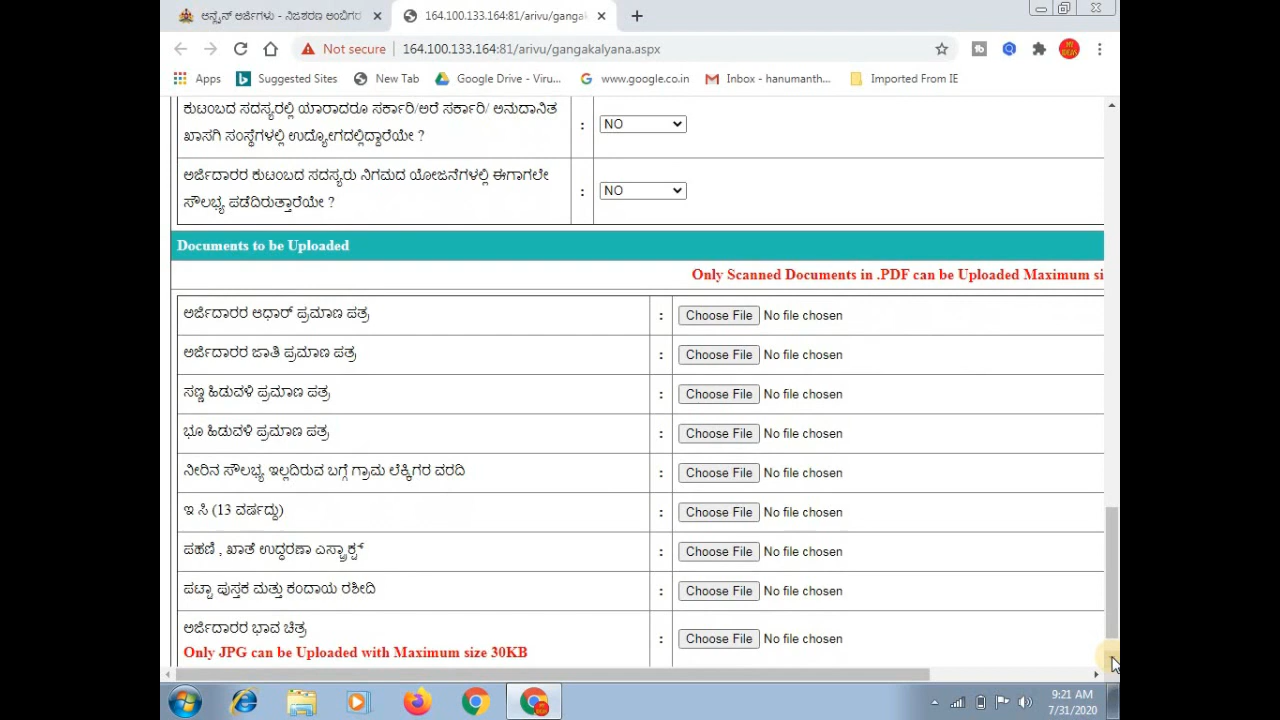 ಆನ್ಲೈನ್ ಅರ್ಜಿಗಳು - ನಿಜಶರಣ ಅಂಬಿಗರ
164.100.133.164:81/arivu/ganga
Not secure
164.100.133.164:81/arivu/gangakalyana.aspx
Apps
Suggested Sites
New Tab
Google Drive - Viru...
www.google.co.in
Inbox - hanumanth...
Imported From IE
ಕುಟಂಬದ ಸದಸ್ಯರಲ್ಲಿ ಯಾರಾದರೂ ಸರ್ಕಾರಿ/ಅರೆ ಸರ್ಕಾರಿ/ ಅನುದಾನಿತ
ಖಾಸಗಿ ಸಂಸ್ಥೆಗಳಲ್ಲಿ ಉದ್ಯೋಗದಲ್ಲಿದ್ದಾರೆಯೇ ?
: NO
ಅರ್ಜಿದಾರರ ಕುಟಂಬದ ಸದಸ್ಯರು ನಿಗಮದ ಯೋಜನೆಗಳಲ್ಲಿ ಈಗಾಗಲೇ
ಸೌಲಭ್ಯ ಪಡೆದಿರುತ್ತಾರೆಯೇ ?
: NO
Documents to be Uploaded
Only Scanned Documents in .PDF can be Uploaded Maximum si
ಅರ್ಜಿದಾರರ ಅಧಾರ್ ಪ್ರಮಾಣ ಪತ್ರ : Choose File No file chosen
ಅರ್ಜಿದಾರರ ಜಾತಿ ಪ್ರಮಾಣ ಪತ್ರ : Choose File No file chosen
ಸಣ್ಣ ಹಿಡುವಳಿ ಪ್ರಮಾಣ ಪತ್ರ : Choose File No file chosen
ಭೂ ಹಿಡುವಳಿ ಪ್ರಮಾಣ ಪತ್ರ : Choose File No file chosen
ನೀರಿನ ಸೌಲಭ್ಯ ಇಲ್ಲದಿರುವ ಬಗ್ಗೆ ಗ್ರಾಮ ಲೆಕ್ಕಿಗರ ವರದಿ : Choose File No file chosen
ಇ ಸಿ (13 ವರ್ಷದ್ದು) : Choose File No file chosen
ಪಹಣಿ , ಖಾತೆ ಉದ್ಧರಣಾ ಎಸ್ಟ್ರಾಕ್ಟ್ : Choose File No file chosen
ಪಟ್ಟಾ ಪುಸ್ತಕ ಮತ್ತು ಕಂದಾಯ ರಶೀದಿ : Choose File No file chosen
ಅರ್ಜಿದಾರರ ಭಾವ ಚಿತ್ರ
Only JPG can be Uploaded with Maximum size 30KB
: Choose File No file chosen
9:21 AM
7/31/2020